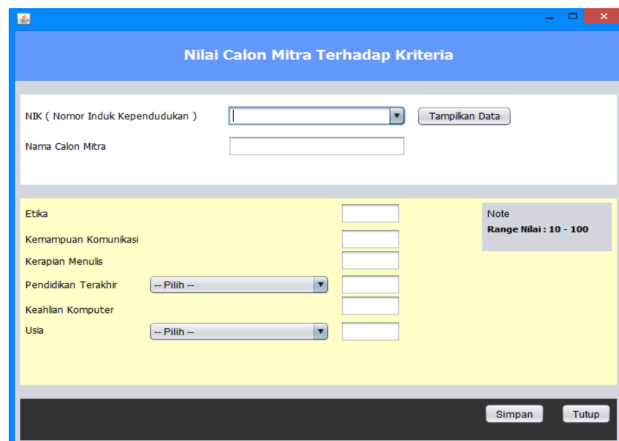 Nilai Calon Mitra Terhadap Kriteria
NIK ( Nomor Induk Kependudukan )
Tampilkan Data
Nama Calon Mitra
Etika
Note
Range Nilai : 10 - 100
Kemampuan Komunikasi
Kerapian Menulis
Pendidikan Terakhir
-- Pilih --
Keahlian Komputer
Usia
-- Pilih --
Simpan
Tutup